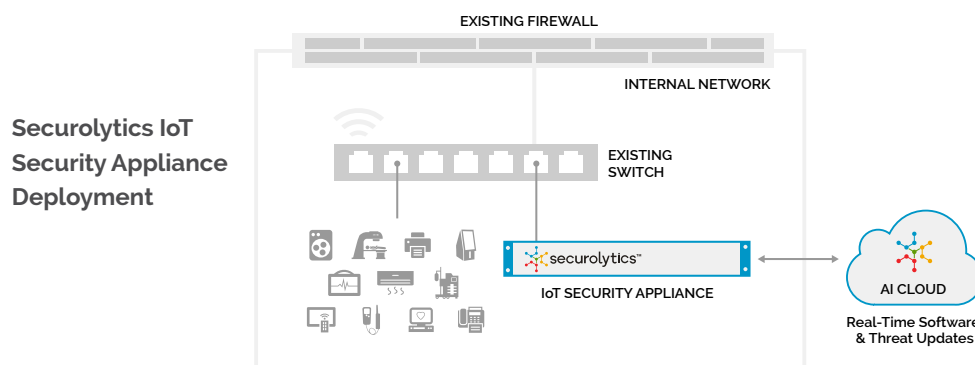 EXISTING FIREWALL
INTERNAL NETWORK
Securolytics IoT
Security Appliance
Deployment
EXISTING
SWITCH
securolytics™
IoT SECURITY APPLIANCE
AI CLOUD
Real-Time Software
& Threat Updates